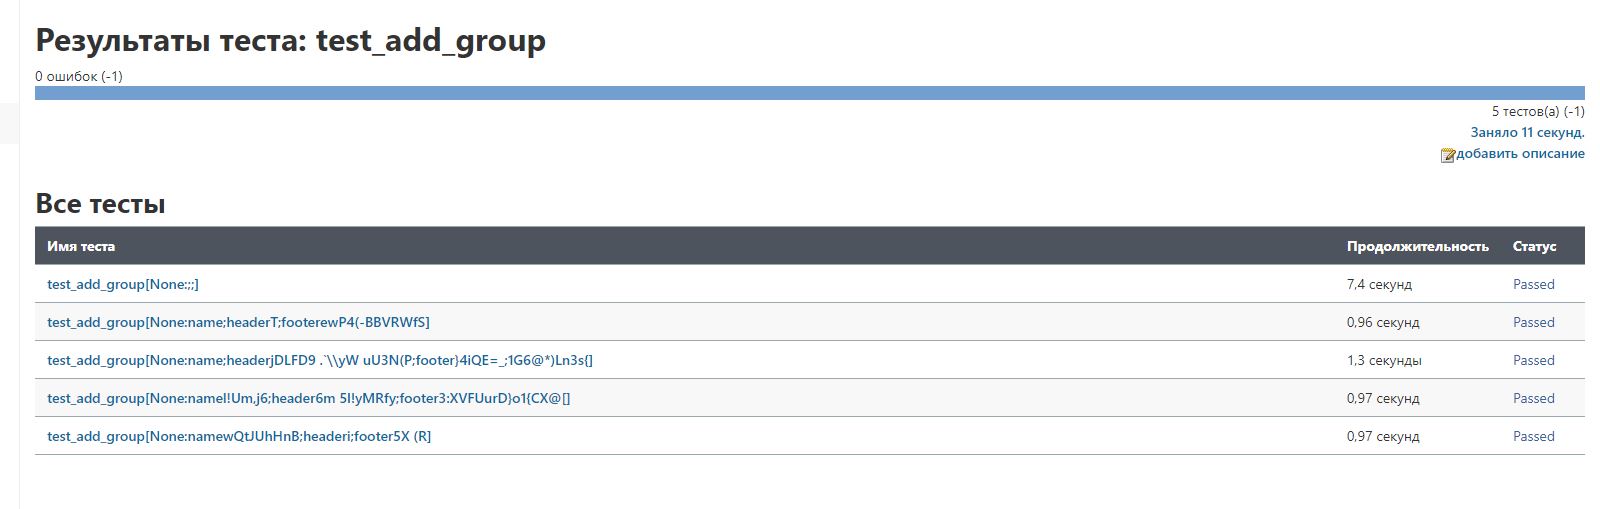 Результаты теста: test_add_group
0 ошибок (-1)
5 тестов(а) (-1)
Заняло 11 секунд.
добавить описание
Все тесты
Имя теста Продолжительность Статус
test_add_group[None:;;] 7,4 секунд Passed
test_add_group[None:name;headerT;footerewP4(-BBVRWfS] 0,96 секунд Passed
test_add_group[None:name;headerjDLFD9 .`\\yW uU3N(P;footer}4iQE=_;1G6@*)Ln3s{] 1,3 секунды Passed
test_add_group[None:nameI!Um,j6;header6m 5I!yMRfy;footer3:XVFUurD}o1{CX@[] 0,97 секунд Passed
test_add_group[None:namewQtJUhHnB;headeri;footer5X (R] 0,97 секунд Passed